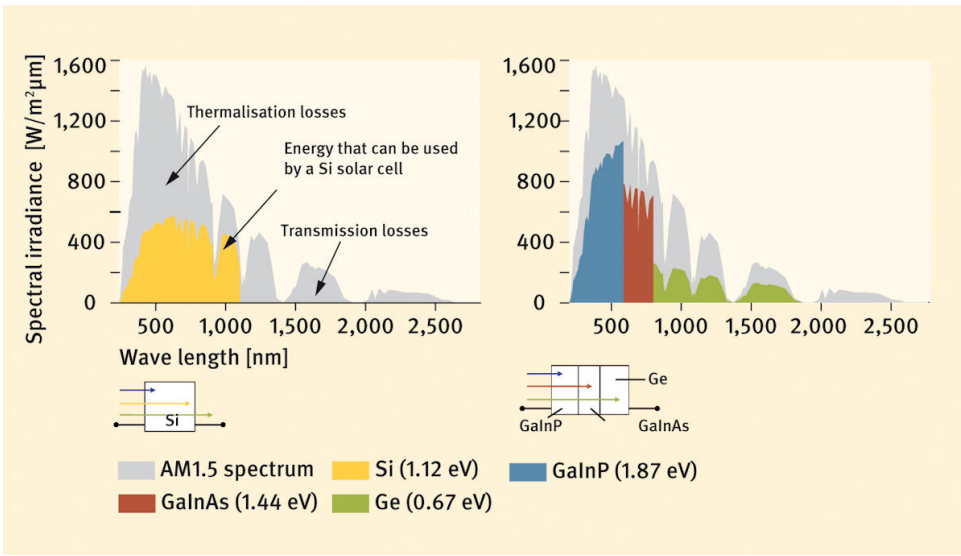 Spectral irradiance [W/m²µm]
1,600
1,200
800
400
0
Thermalisation losses
Energy that can be used
by a Si solar cell
Transmission losses
500
1,000
1,500
2,000
2,500
Wave length [nm]
Si
1,600
1,200
800
400
0
500
1,000
1,500
2,000
2,500
Ge
GaInP
GaInAs
AM1.5 spectrum
Si (1.12 eV)
GaInP (1.87 eV)
GaInAs (1.44 eV)
Ge (0.67 eV)